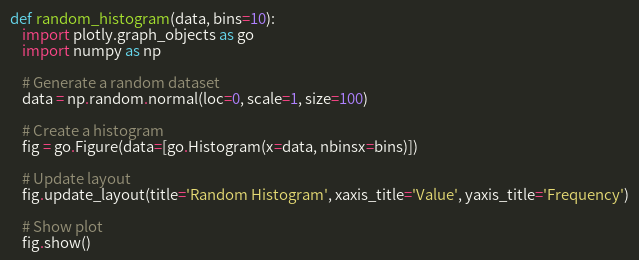 def random_histogram(data, bins=10):
    import plotly.graph_objects as go
    import numpy as np

    # Generate a random dataset
    data = np.random.normal(loc=0, scale=1, size=100)

    # Create a histogram
    fig = go.Figure(data=[go.Histogram(x=data, nbinsx=bins)])

    # Update layout
    fig.update_layout(title='Random Histogram', xaxis_title='Value', yaxis_title='Frequency')

    # Show plot
    fig.show()